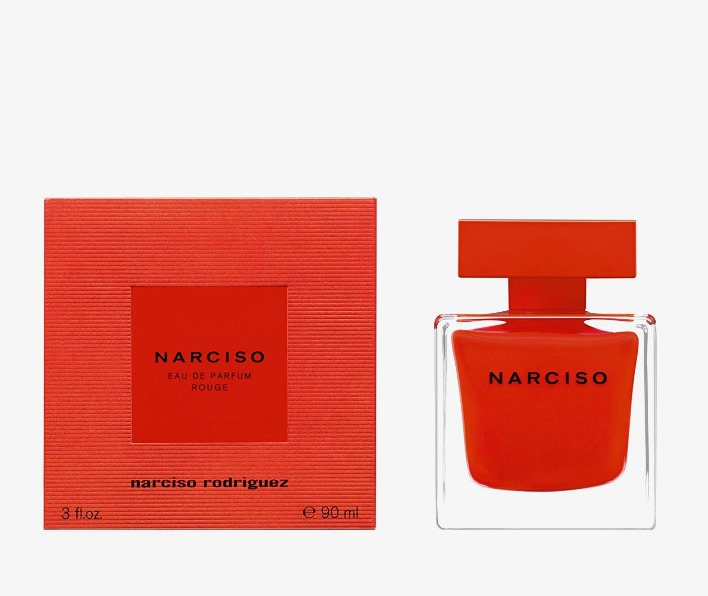 NARCISO
EAU DE PARFUM
ROUGE
narciso rodriguez
3 fl.oz.
℮ 90 ml
NARCISO